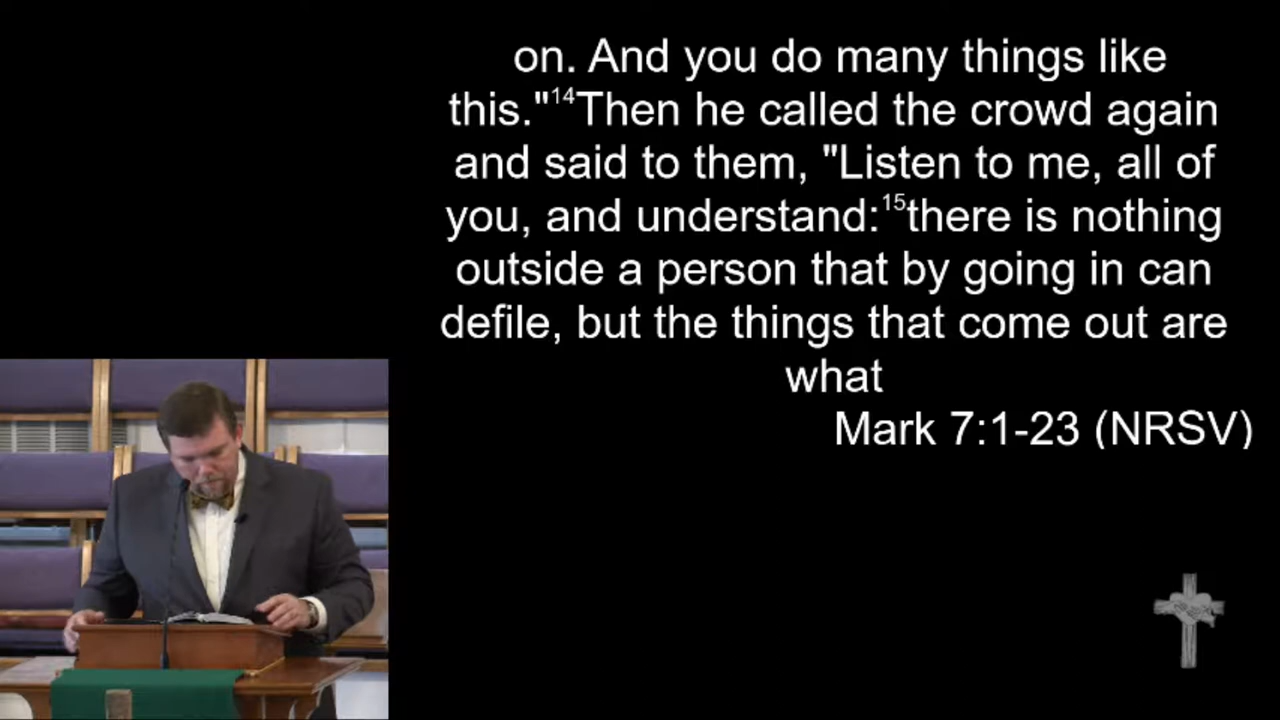 on. And you do many things like
this."14Then he called the crowd again
and said to them, "Listen to me, all of
you, and understand:15there is nothing
outside a person that by going in can
defile, but the things that come out are
what
Mark 7:1-23 (NRSV)